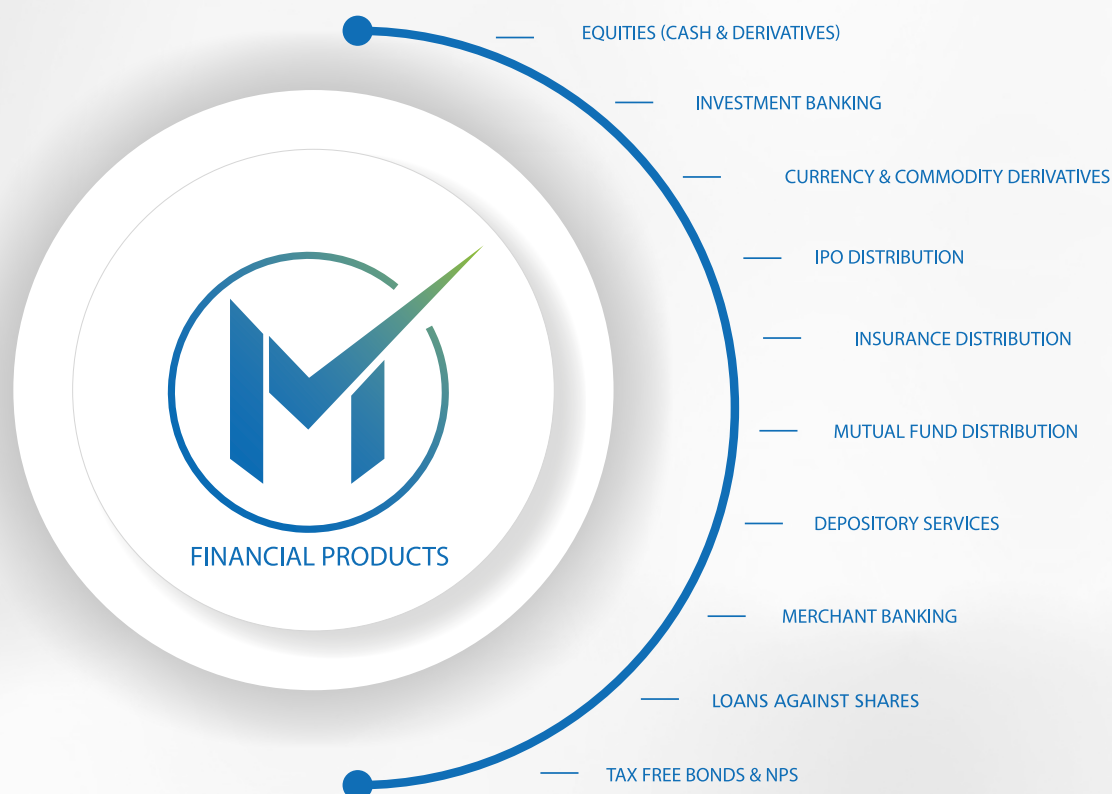 EQUITIES (CASH & DERIVATIVES)
INVESTMENT BANKING
CURRENCY & COMMODITY DERIVATIVES
IPO DISTRIBUTION
INSURANCE DISTRIBUTION
MUTUAL FUND DISTRIBUTION
DEPOSITORY SERVICES
MERCHANT BANKING
LOANS AGAINST SHARES
TAX FREE BONDS & NPS
M
FINANCIAL PRODUCTS